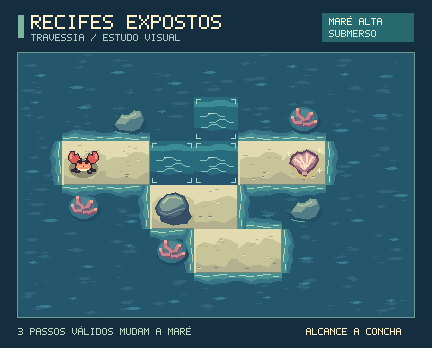 RECIFES EXPOSTOS
TRAVESSIA / ESTUDO VISUAL
MARÉ ALTA
SUBMERSO
3 PASSOS VÁLIDOS MUDAM A MARÉ
ALCANCE A CONCHA